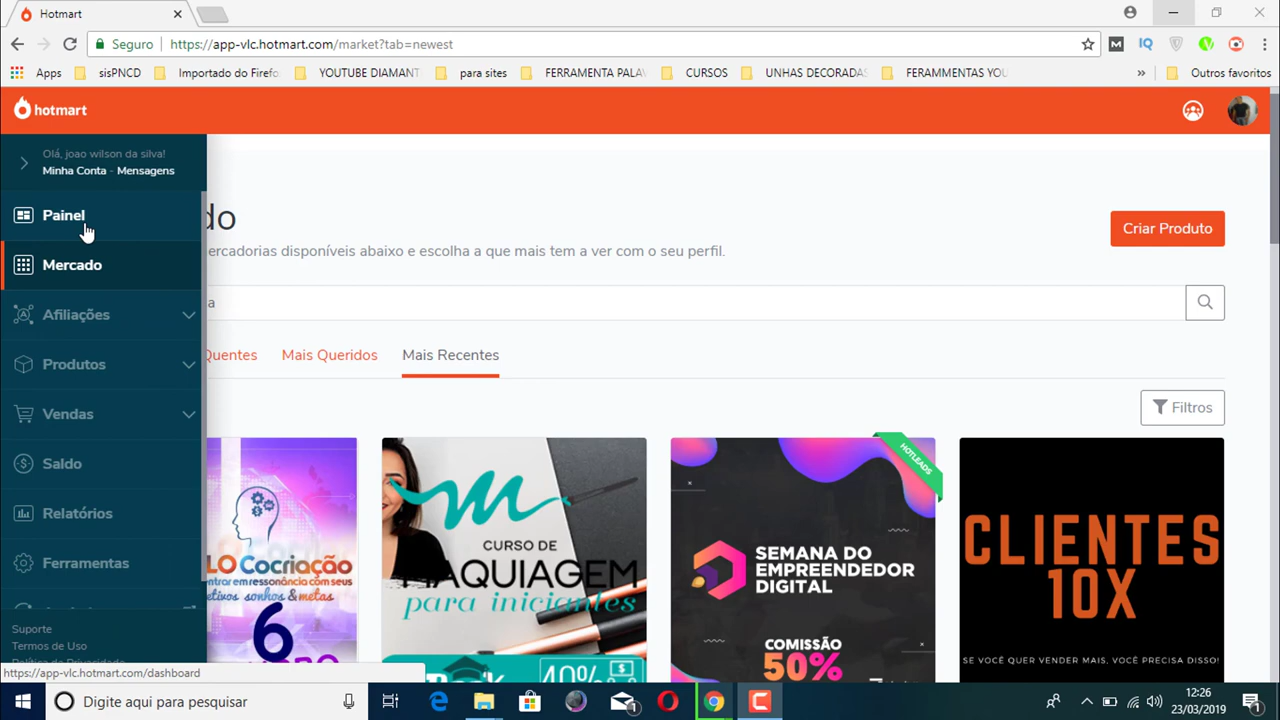 Hotmart
Seguro
https://app-vlc.hotmart.com/market?tab=newest
Apps
sisPNCD
Importado do Firefo
YOUTUBE DIAMANT
para sites
FERRAMENTA PALAV
CURSOS
UNHAS DECORADAS
FERAMMENTAS YOU
»
Outros favoritos
hotmart
Olá, joao wilson da silva!
Minha Conta - Mensagens
Painel
Mercado
Afiliações
Produtos
Vendas
Saldo
Relatórios
Ferramentas
Suporte
Termos de Uso
Política de Privacidade
https://app-vlc.hotmart.com/dashboard
do
ercadorias disponíveis abaixo e escolha a que mais tem a ver com o seu perfil.
Criar Produto
a
Quentes
Mais Queridos
Mais Recentes
Filtros
LO Cocriação
entrar em ressonância com seus
etivos sonhos & metas
6
CURSO DE
MAQUIAGEM
para iniciantes
40%
HOTLEADS
SEMANA DO
EMPREENDEDOR
DIGITAL
COMISSÃO
50%
CLIENTES
10X
SE VOCÊ QUER VENDER MAIS, VOCÊ PRECISA DISSO!
Digite aqui para pesquisar
12:26
23/03/2019